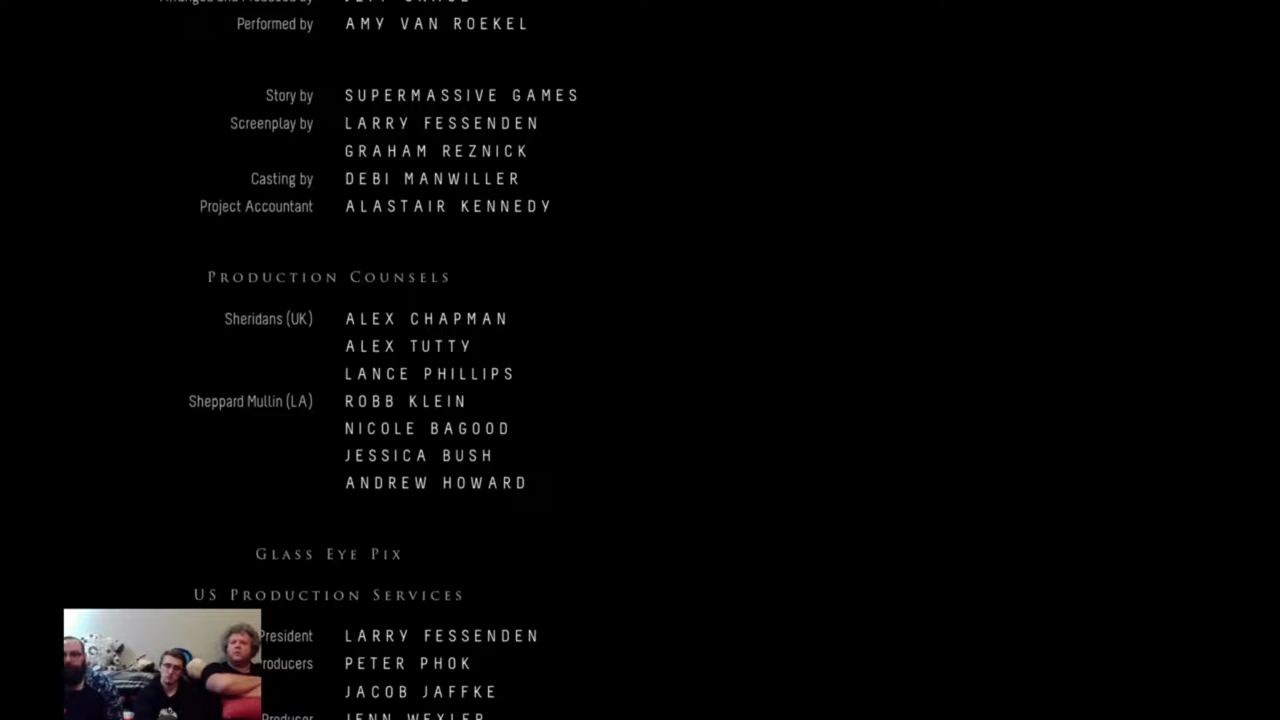 Performed by AMY VAN ROEKEL
Story by SUPERMASSIVE GAMES
Screenplay by LARRY FESSENDEN
GRAHAM REZNICK
Casting by DEBI MANWILLER
Project Accountant ALASTAIR KENNEDY
PRODUCTION COUNSELS
Sheridans (UK) ALEX CHAPMAN
ALEX TUTTY
LANCE PHILLIPS
Sheppard Mullin (LA) ROBB KLEIN
NICOLE BAGOOD
JESSICA BUSH
ANDREW HOWARD
GLASS EYE PIX
US PRODUCTION SERVICES
President LARRY FESSENDEN
roducers PETER PHOK
JACOB JAFFKE
Producer JENN WEXLER